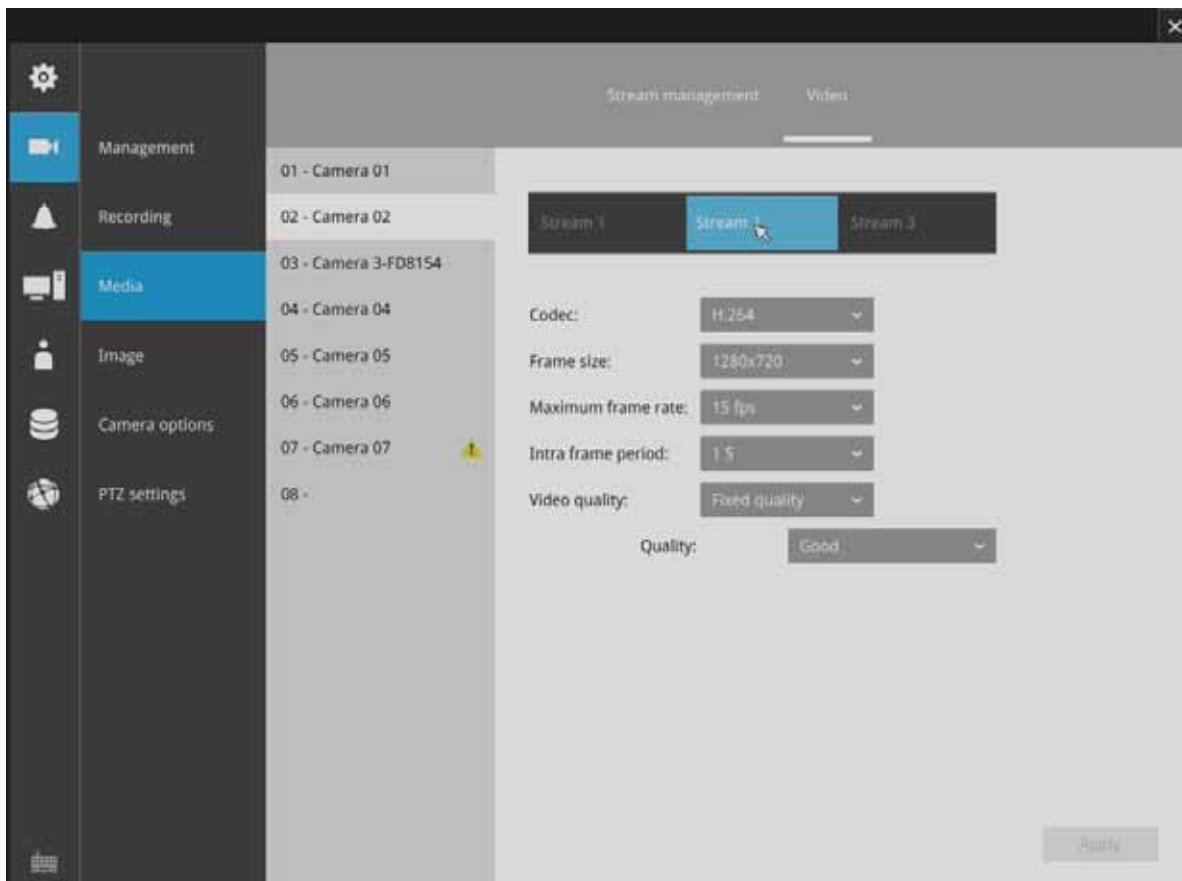 Stream management Video
Management
Recording
Media
Image
Camera options
PTZ settings
01 - Camera 01
02 - Camera 02
03 - Camera 3-FD8154
04 - Camera 04
05 - Camera 05
06 - Camera 06
07 - Camera 07
08 -
Stream 1 Stream Stream 3
Codec: H.264
Frame size: 1280x720
Maximum frame rate: 15 fps
Intra frame period: 1 S
Video quality: Fixed quality
Quality: Good
Apply